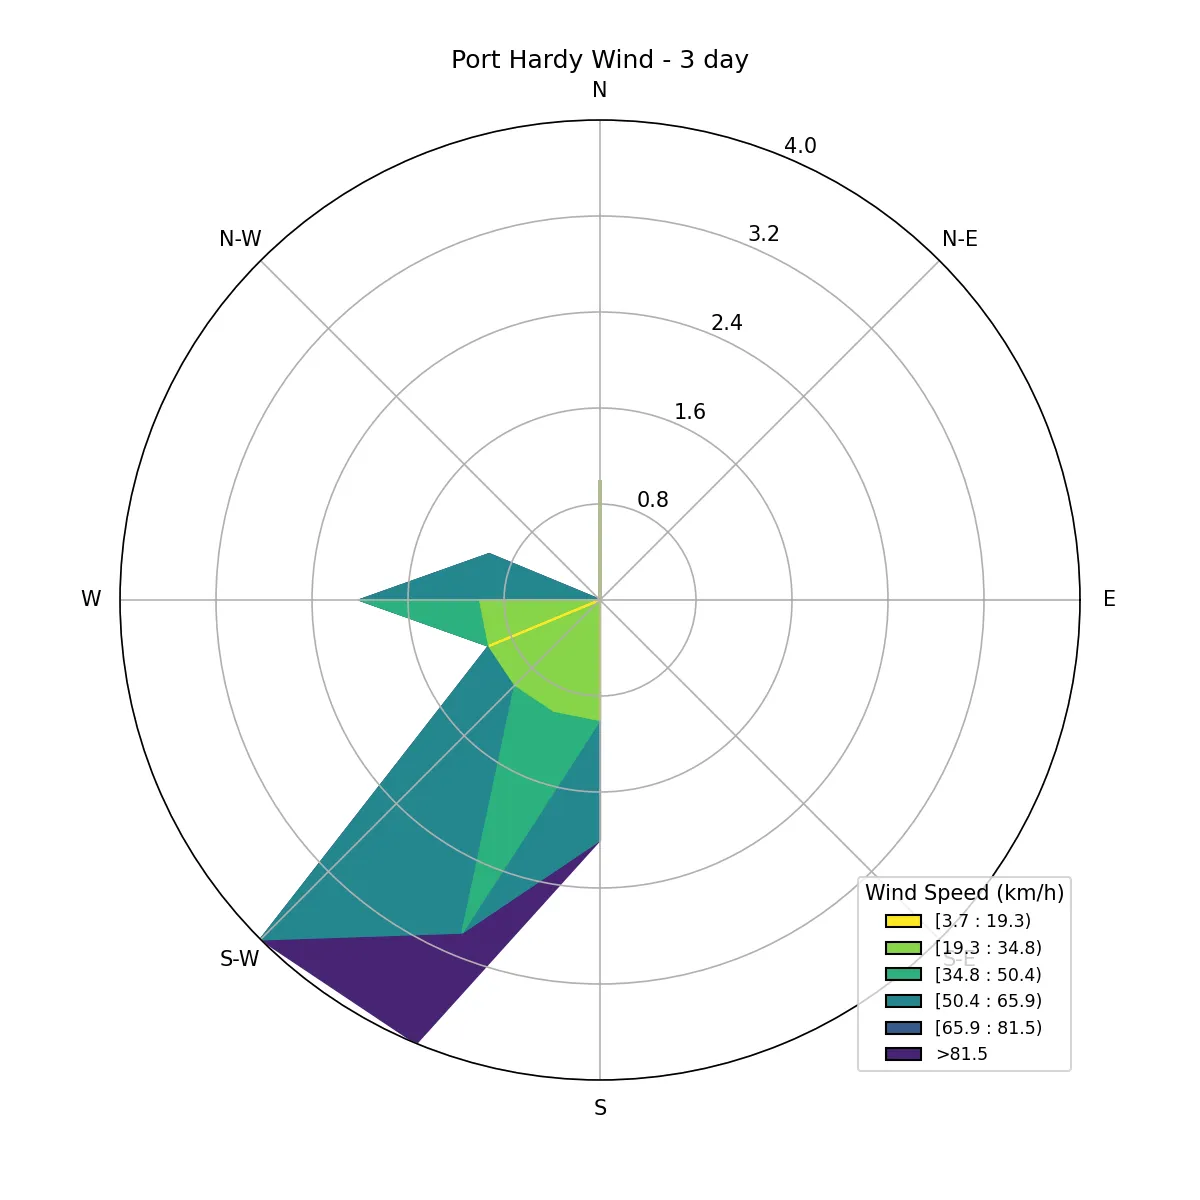 Port Hardy Wind - 3 day
N
4.0
N-W
3.2
N-E
2.4
1.6
0.8
W
E
Wind Speed (km/h)
[3.7 : 19.3)
[19.3 : 34.8)
S-W
S-E
[34.8 : 50.4)
[50.4 : 65.9)
[65.9 : 81.5)
>81.5
S